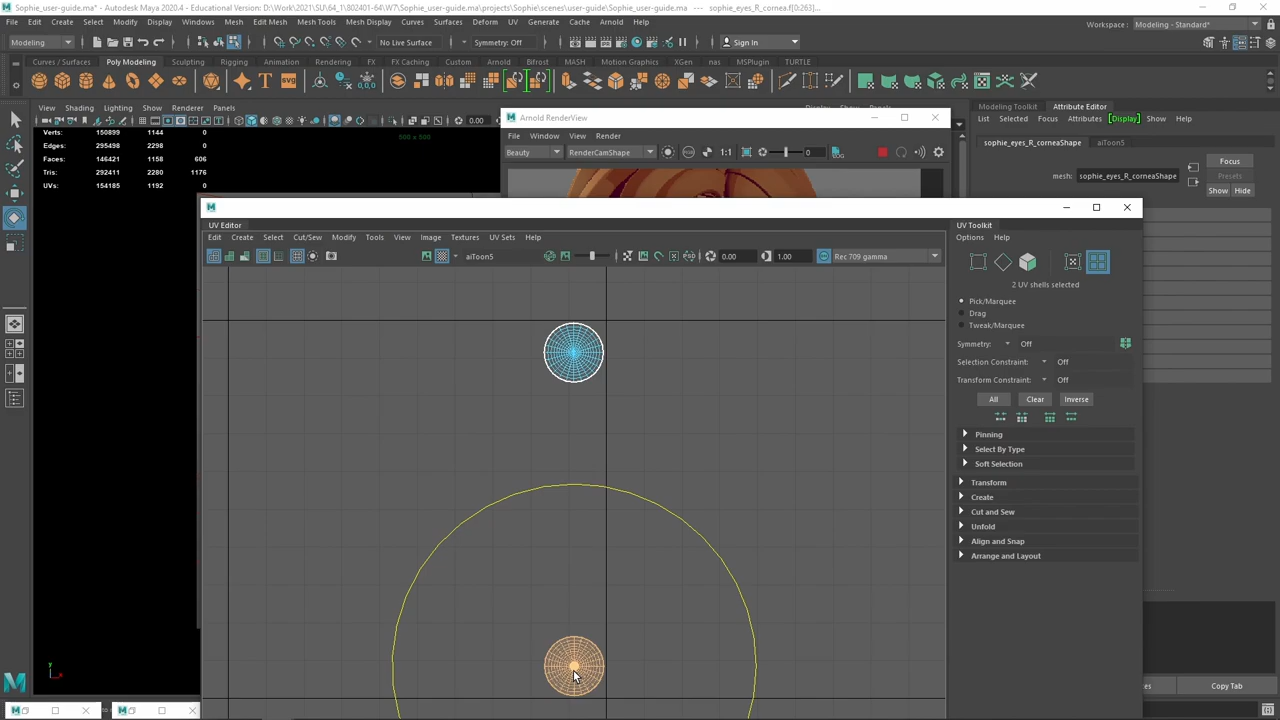 Sophie_user-guide.ma* - Autodesk Maya 2020.4 - Educational Version: D:\Work\2021\SU\64_1\802401-64\W7\Sophie_user-guide.ma\projects\Sophie\scenes\user-guide\Sophie_user-guide.ma --- sophie_eyes_R_cornea.f[0:263]...
File Edit Create Select Modify Display Windows Mesh Edit Mesh Mesh Tools Mesh Display Curves Surfaces Deform UV Generate Cache Arnold Help
Workspace : Modeling - Standard*
Modeling No Live Surface Symmetry: Off Sign In
Curves / Surfaces Poly Modeling Sculpting Rigging Animation Rendering FX FX Caching Custom Arnold Bifrost MASH Motion Graphics XGen nas MSPlugin TURTLE
View Shading Lighting Show Renderer Panels
Modeling Toolkit Attribute Editor
0.00
List Selected Focus Attributes Display Show Help
Verts: 150899 1144 0
Edges: 295498 2298 0
Faces: 146421 1158 606
Tris: 292411 2280 1176
UVs: 154185 1192 0
500 x 500
Arnold RenderView
File Window View Render
Beauty RenderCamShape 1:1 0
sophie_eyes_R_corneaShape aiToon5
mesh: sophie_eyes_R_corneaShape
Focus
Presets
Show Hide
UV Editor
Edit Create Select Cut/Sew Modify Tools View Image Textures UV Sets Help
aiToon5 0.00 1.00 Rec 709 gamma
UV Toolkit
Options Help
2 UV shells selected
Pick/Marquee
Drag
Tweak/Marquee
Symmetry: Off
Selection Constraint: Off
Transform Constraint: Off
All Clear Inverse
Pinning
Select By Type
Soft Selection
Transform
Create
Cut and Sew
Unfold
Align and Snap
Arrange and Layout
Copy Tab